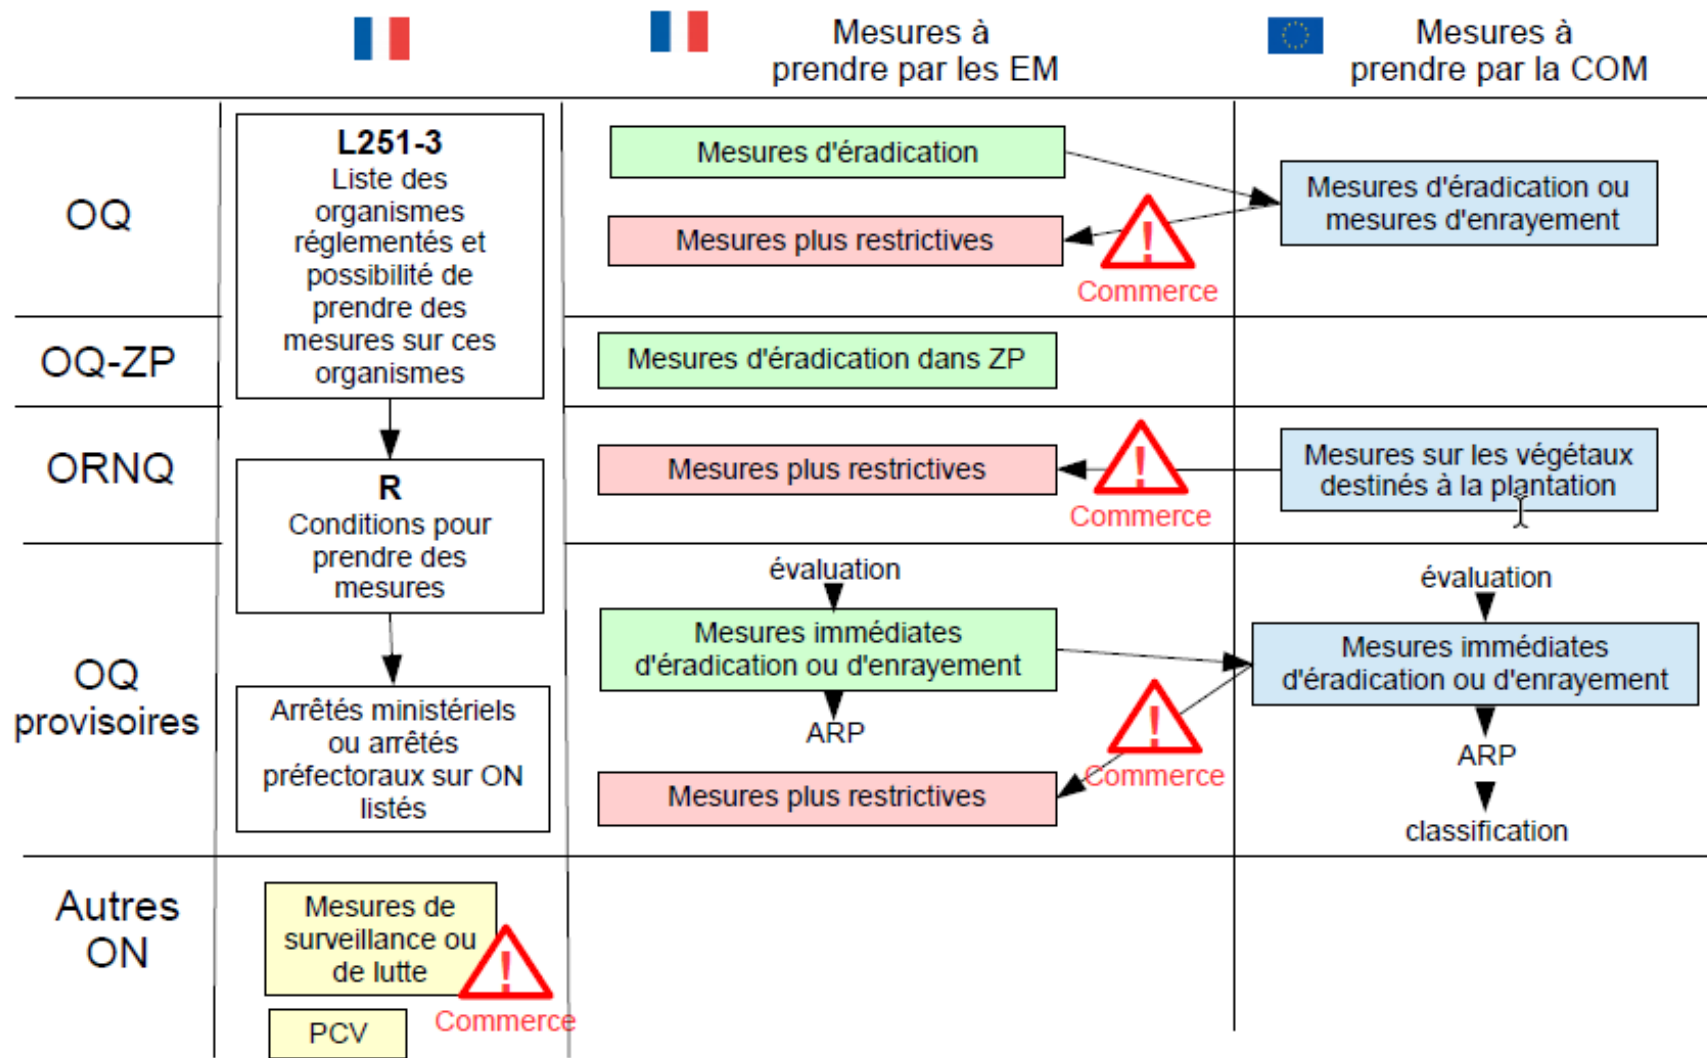 Mesures à
prendre par les EM
Mesures à
prendre par la COM
OQ
L251-3
Liste des
organismes
réglementés et
possibilité de
prendre des
mesures sur ces
organismes
Mesures d'éradication
Mesures plus restrictives
!
Commerce
Mesures d'éradication ou
mesures d'enrayement
OQ-ZP
Mesures d'éradication dans ZP
ORNQ
R
Conditions pour
prendre des
mesures
Mesures plus restrictives
!
Commerce
Mesures sur les végétaux
destinés à la plantation
OQ
provisoires
Arrêtés ministériels
ou arrêtés
préfectoraux sur ON
listés
évaluation
Mesures immédiates
d'éradication ou d'enrayement
ARP
Mesures plus restrictives
!
Commerce
évaluation
Mesures immédiates
d'éradication ou d'enrayement
ARP
classification
Autres
ON
Mesures de
surveillance ou
de lutte
!
Commerce
PCV